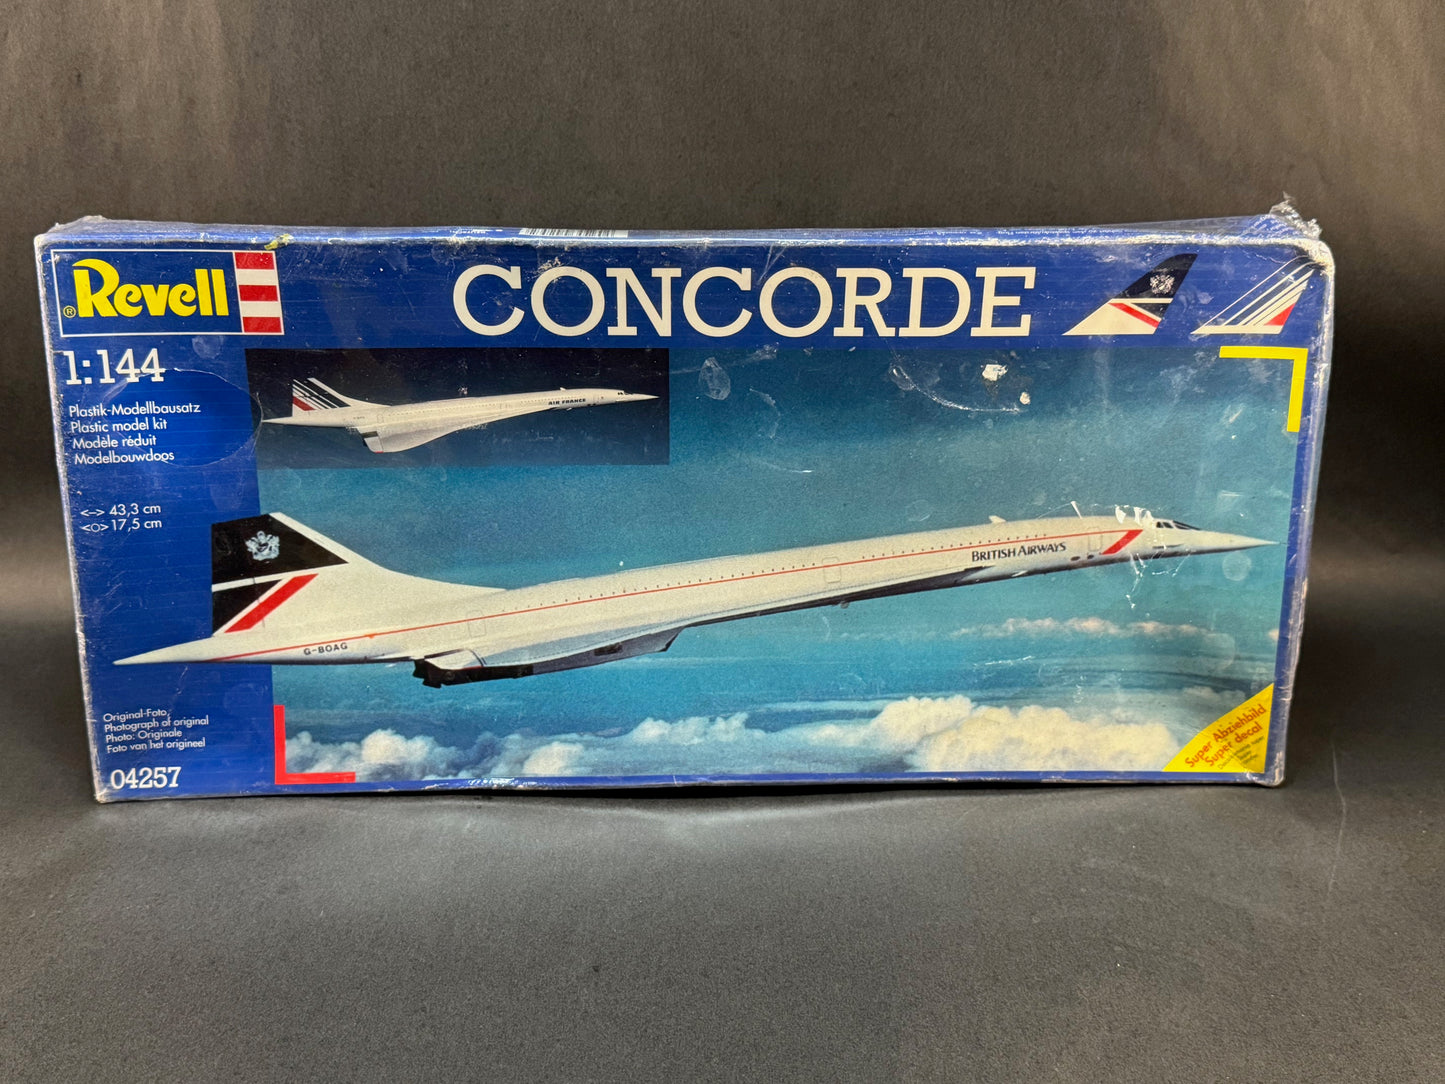 ® Revell
CONCORDE
1:144
Plastik-Modellbausatz
Plastic model kit
Modèle réduit
Modelbouwdoos
<–> 43,3 cm
<○> 17,5 cm
AIR FRANCE
BRITISH AIRWAYS
G-BOAG
Original-Foto
Photograph of original
Photo: Originale
Foto van het origineel
04257
Super Abziehbild
Super decal